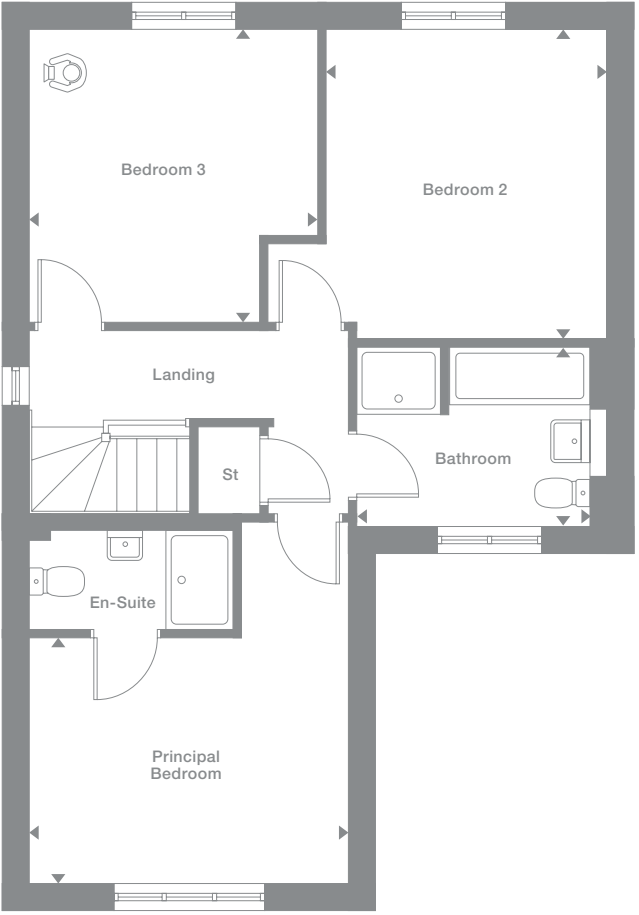 Bedroom 3
Bedroom 2
Landing
Bathroom
St
En-Suite
Principal
Bedroom